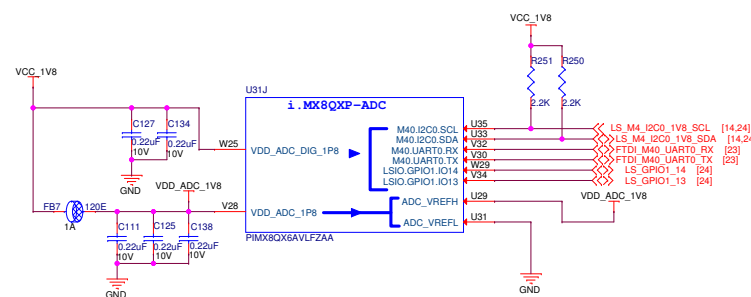 VCC_1V8
R251
R250
2.2K
2.2K
VCC_1V8
U31J
i.MX8QXP-ADC
C127
0.22uF
10V
C134
0.22uF
10V
GND
W25
VDD_ADC_DIG_1P8
M40.I2C0.SCL
U35
LS_M4_I2C0_1V8_SCL [14,24]
M40.I2C0.SDA
U33
LS_M4_I2C0_1V8_SDA [14,24
M40.UART0.RX
V32
FTDI_M40_UART0_RX [23]
M40.UART0.TX
V30
FTDI_M40_UART0_TX [23]
LSIO.GPIO1.IO14
W29
LS_GPIO1_14 [24]
LSIO.GPIO1.IO13
V34
LS_GPIO1_13 [24]
VDD_ADC_1V8
FB7
120E
1A
V28
VDD_ADC_1P8
ADC_VREFH
U29
VDD_ADC_1V8
ADC_VREFL
U31
C111
0.22uF
10V
C125
0.22uF
10V
C138
0.22uF
10V
PIMX8QX6AVLFZAA
GND
GND